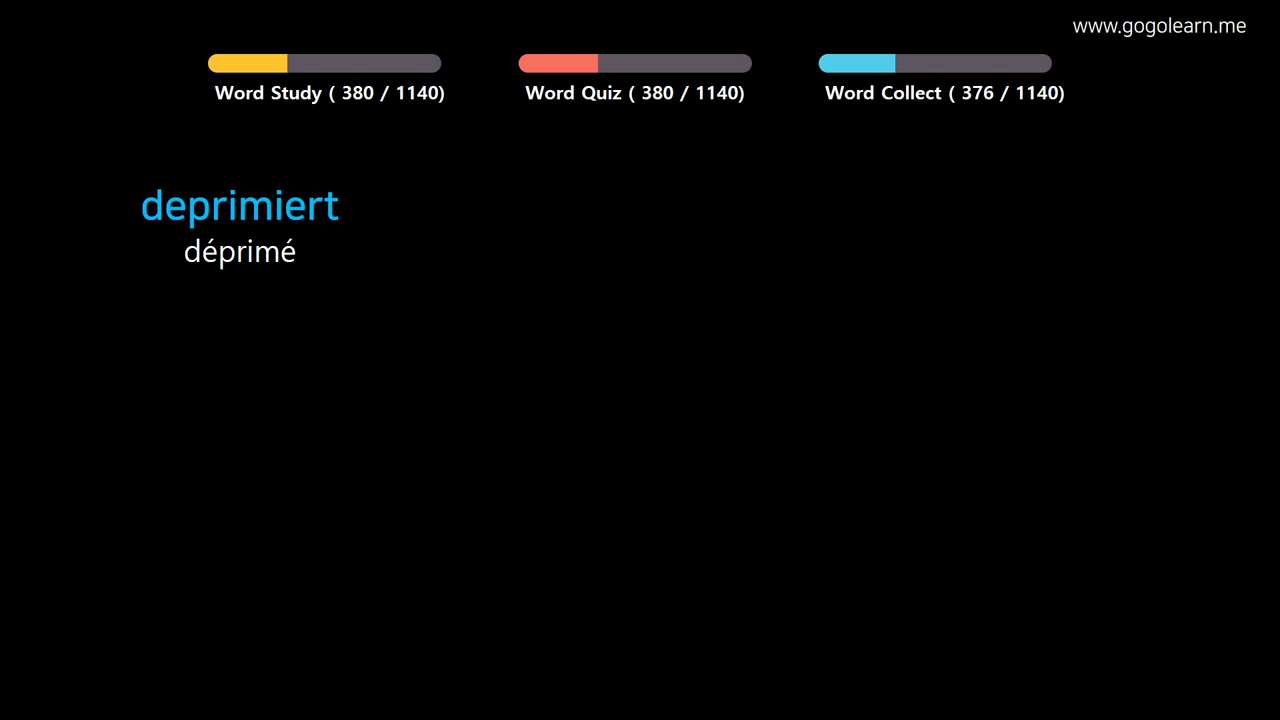 www.gogolearn.me
Word Study ( 380 / 1140)
Word Quiz ( 380 / 1140)
Word Collect ( 376 / 1140)
deprimiert
déprimé